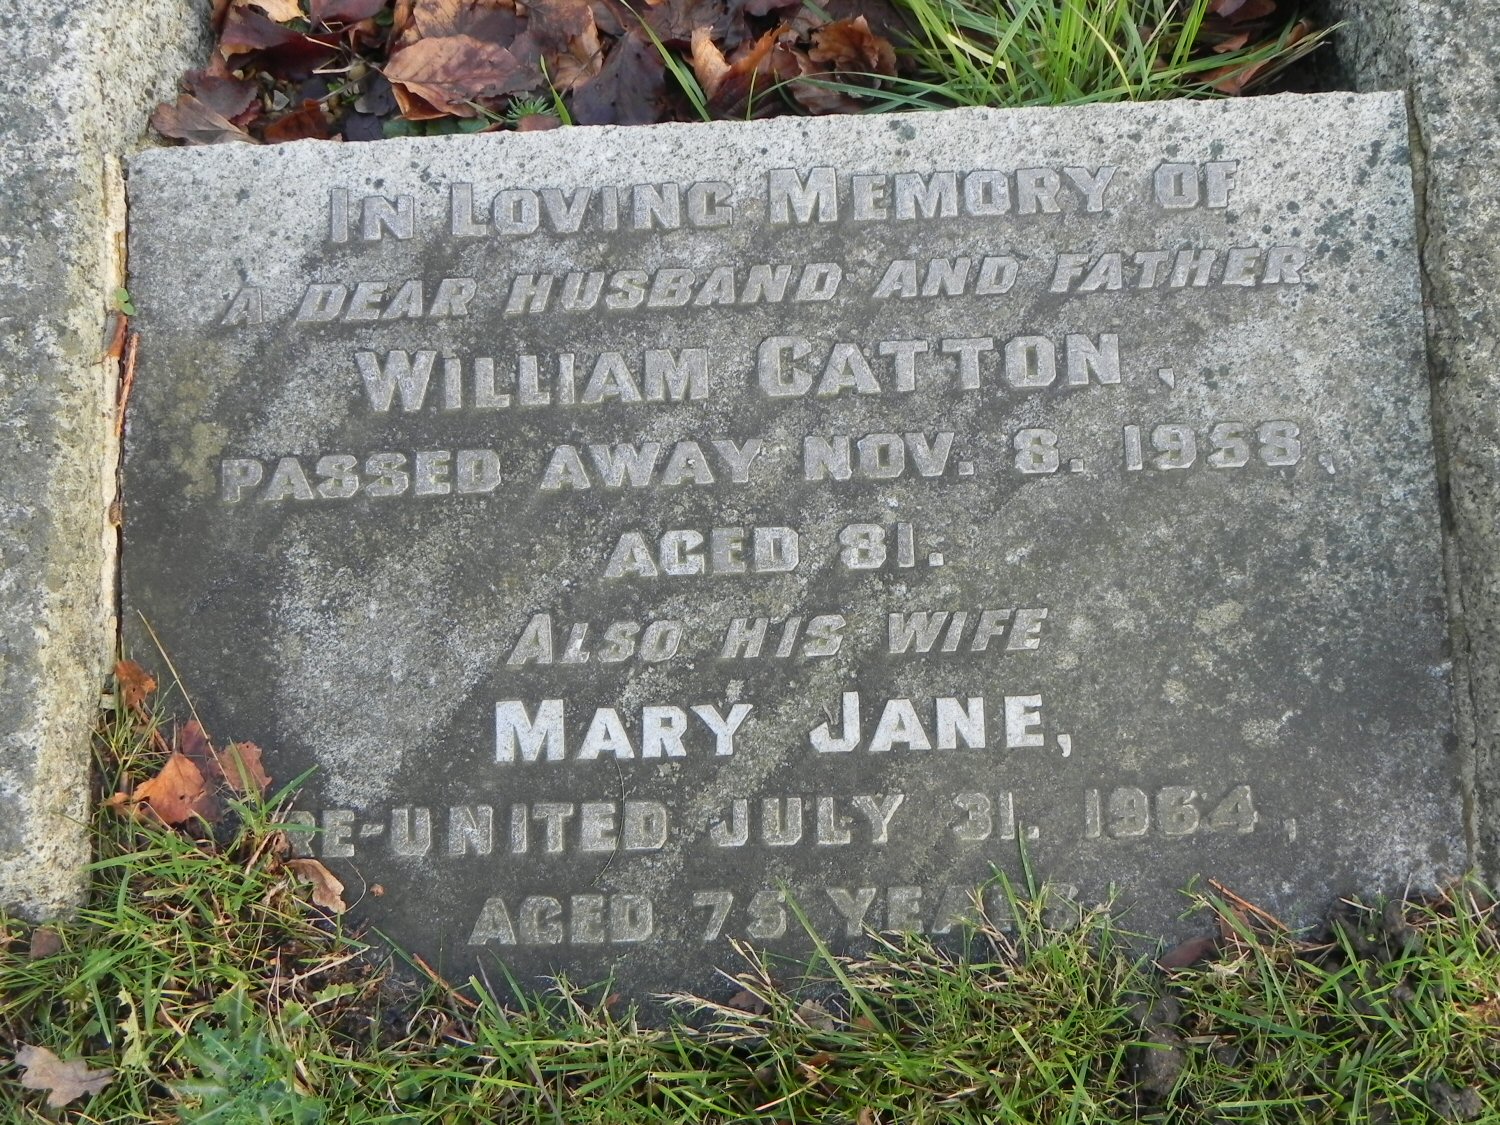 IN LOVING MEMORY OF
A DEAR HUSBAND AND FATHER
WILLIAM CATTON,
PASSED AWAY NOV. 8. 1958,
AGED 81.
ALSO HIS WIFE
MARY JANE,
RE-UNITED JULY 31. 1964,
AGED 75 YEARS.